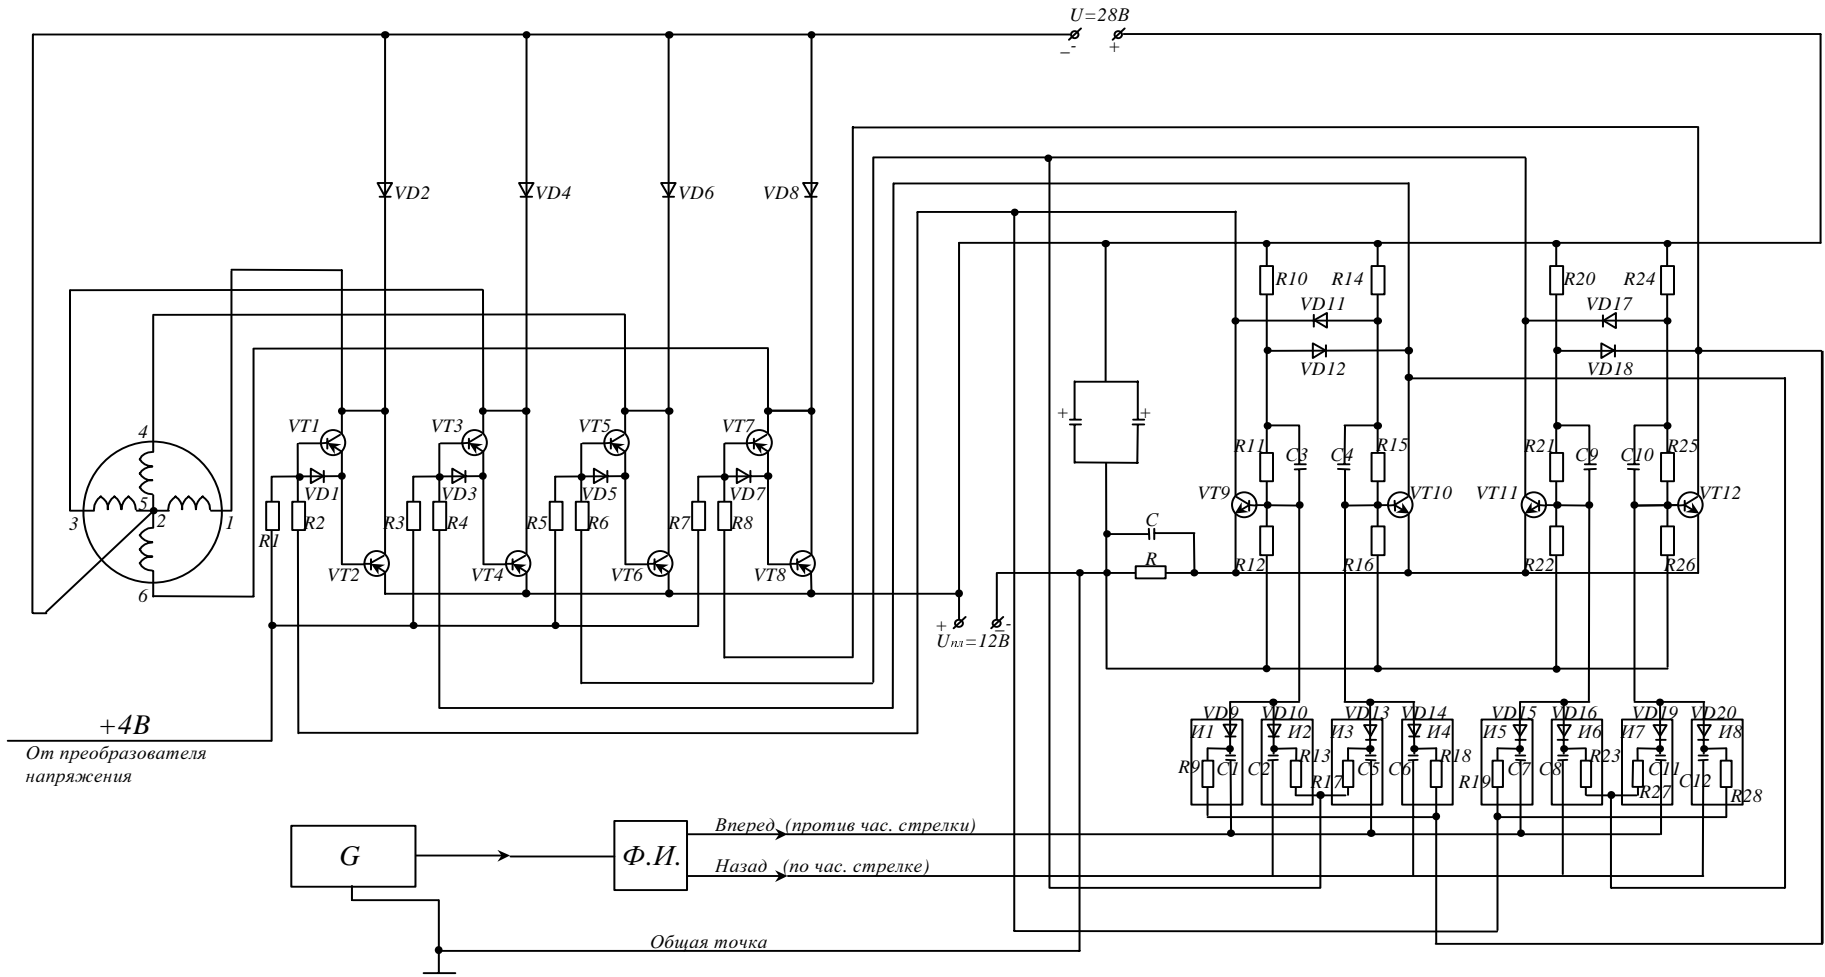 U=28В
- +
VD2 VD4 VD6 VD8
R10 R14 R20 R24
VD11 VD17
VD12 VD18
+ +
VT1 VT3 VT5 VT7
4
R11 C3 C4 R15 R21 C9 C10 R25
VD1 VD3 VD5 VD7
VT9 VT10 VT11 VT12
3 5 2 1
R1 R2 R3 R4 R5 R6 R7 R8
C
R
R12 R16 R22 R26
VT2 VT4 VT6 VT8
6
+ -
Uпл=12В
+4В
От преобразователя
напряжения
VD9 VD10 VD13 VD14 VD15 VD16 VD19 VD20
И1 И2 И3 И4 И5 И6 И7 И8
R9 C1 C2 R13 R17 C5 C6 R18 R19 C7 C8 R23 R27 C11 C12 R28
Вперед (против час. стрелки)
G
Ф.И.
Назад (по час. стрелке)
Общая точка